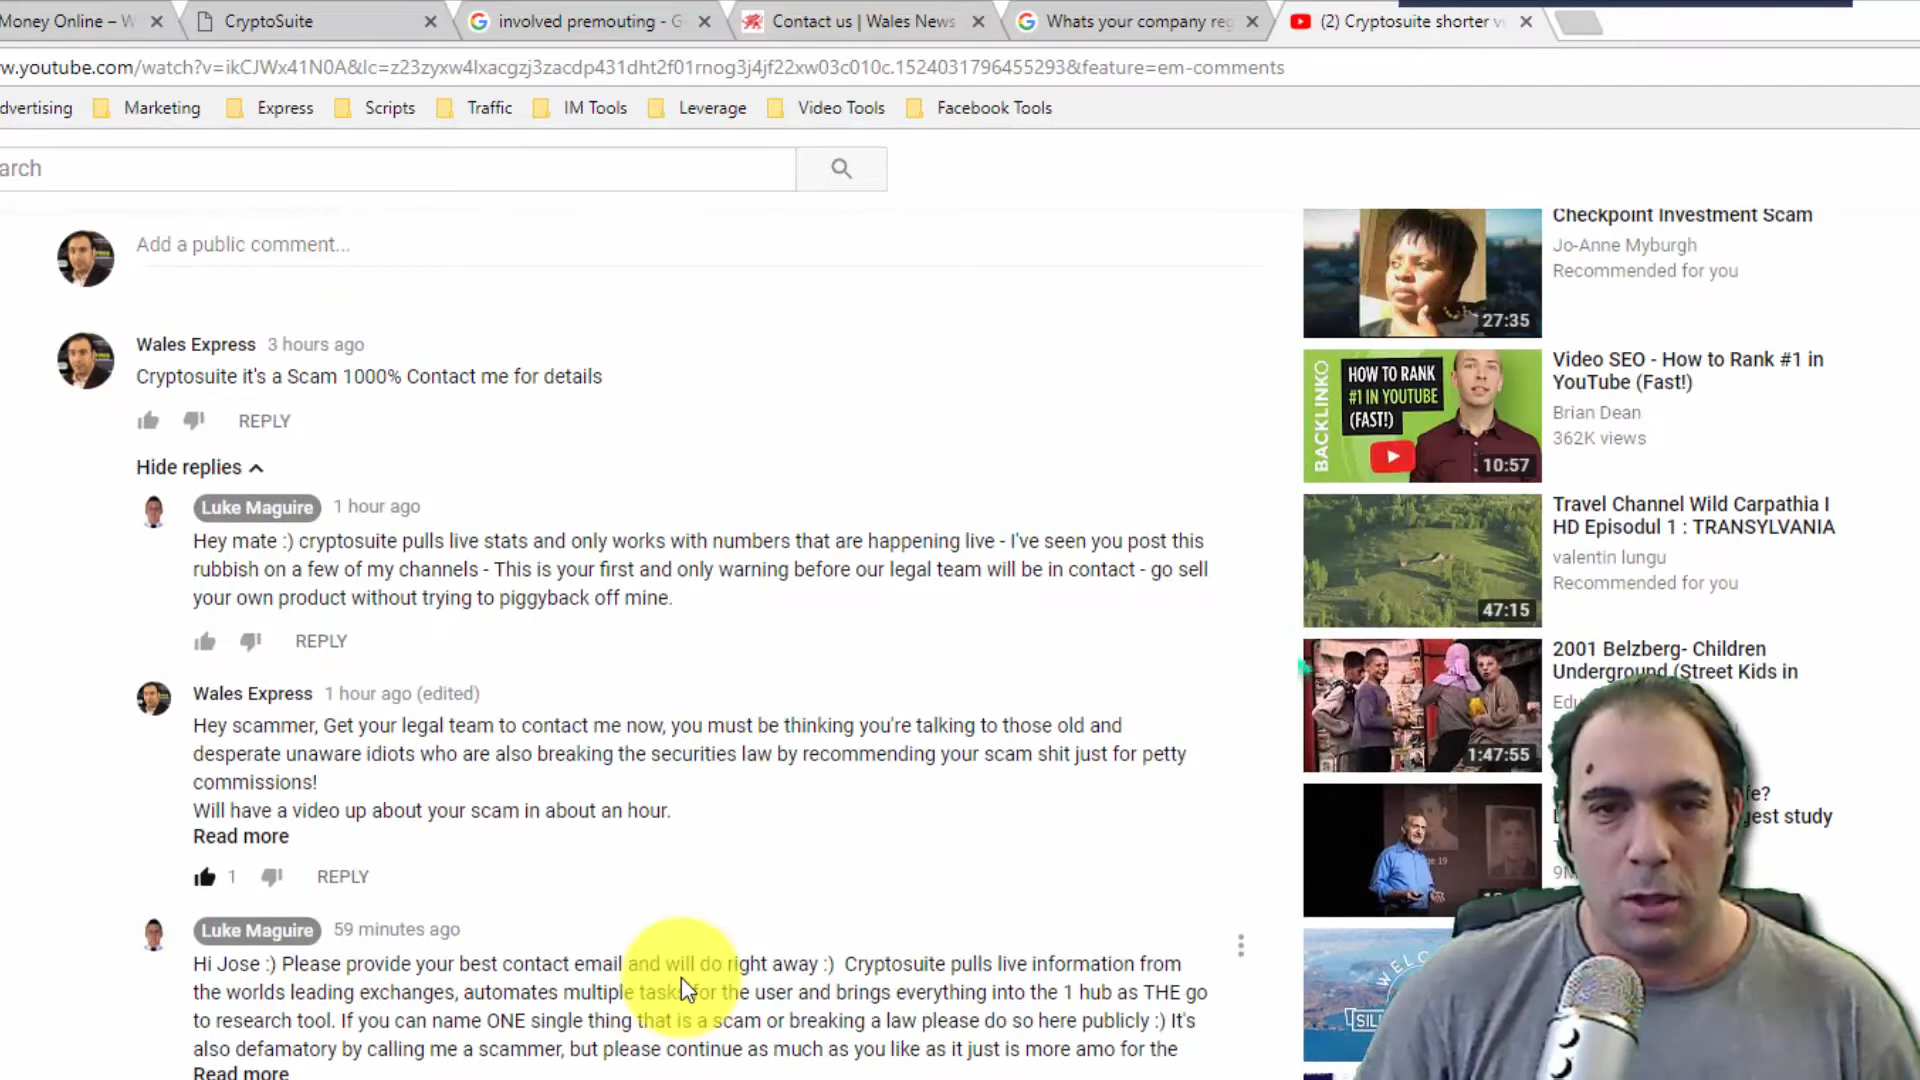 Money Online – W
CryptoSuite
involved premouting - G
Contact us | Wales News
Whats your company reg
(2) Cryptosuite shorter v
w.youtube.com/watch?v=ikCJWx41N0A&lc=z23zyxw4lxacgzj3zacdp431dht2f01rnog3j4jf22xw03c010c.1524031796455293&feature=em-comments
dvertising
Marketing
Express
Scripts
Traffic
IM Tools
Leverage
Video Tools
Facebook Tools
arch
Add a public comment...
Wales Express 3 hours ago
Cryptosuite it's a Scam 1000% Contact me for details
REPLY
Hide replies
Luke Maguire 1 hour ago
Hey mate :) cryptosuite pulls live stats and only works with numbers that are happening live - I've seen you post this
rubbish on a few of my channels - This is your first and only warning before our legal team will be in contact - go sell
your own product without trying to piggyback off mine.
REPLY
Wales Express 1 hour ago (edited)
Hey scammer, Get your legal team to contact me now, you must be thinking you're talking to those old and
desperate unaware idiots who are also breaking the securities law by recommending your scam shit just for petty
commissions!
Will have a video up about your scam in about an hour.
Read more
1 REPLY
Luke Maguire 59 minutes ago
Hi Jose :) Please provide your best contact email and will do right away :) Cryptosuite pulls live information from
the worlds leading exchanges, automates multiple tasks for the user and brings everything into the 1 hub as THE go
to research tool. If you can name ONE single thing that is a scam or breaking a law please do so here publicly :) It's
also defamatory by calling me a scammer, but please continue as much as you like as it just is more amo for the
Read more
Checkpoint Investment Scam
Jo-Anne Myburgh
Recommended for you
27:35
BACKLINKO
HOW TO RANK
#1 IN YOUTUBE
(FAST!)
10:57
Video SEO - How to Rank #1 in
YouTube (Fast!)
Brian Dean
362K views
47:15
Travel Channel Wild Carpathia I
HD Episodul 1 : TRANSYLVANIA
valentin lungu
Recommended for you
1:47:55
2001 Belzberg- Children
Underground (Street Kids in
Edu
fe?
gest study
9M
WELC
SILI